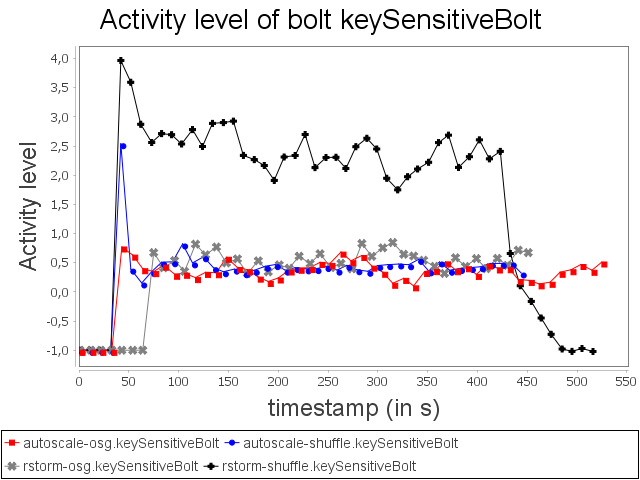 Activity level of bolt keySensitiveBolt
Activity level
4,0
3,5
3,0
2,5
2,0
1,5
1,0
0,5
0,0
-0,5
-1,0
0 50 100 150 200 250 300 350 400 450 500 550
timestamp (in s)
autoscale-osg.keySensitiveBolt autoscale-shuffle.keySensitiveBolt
rstorm-osg.keySensitiveBolt rstorm-shuffle.keySensitiveBolt